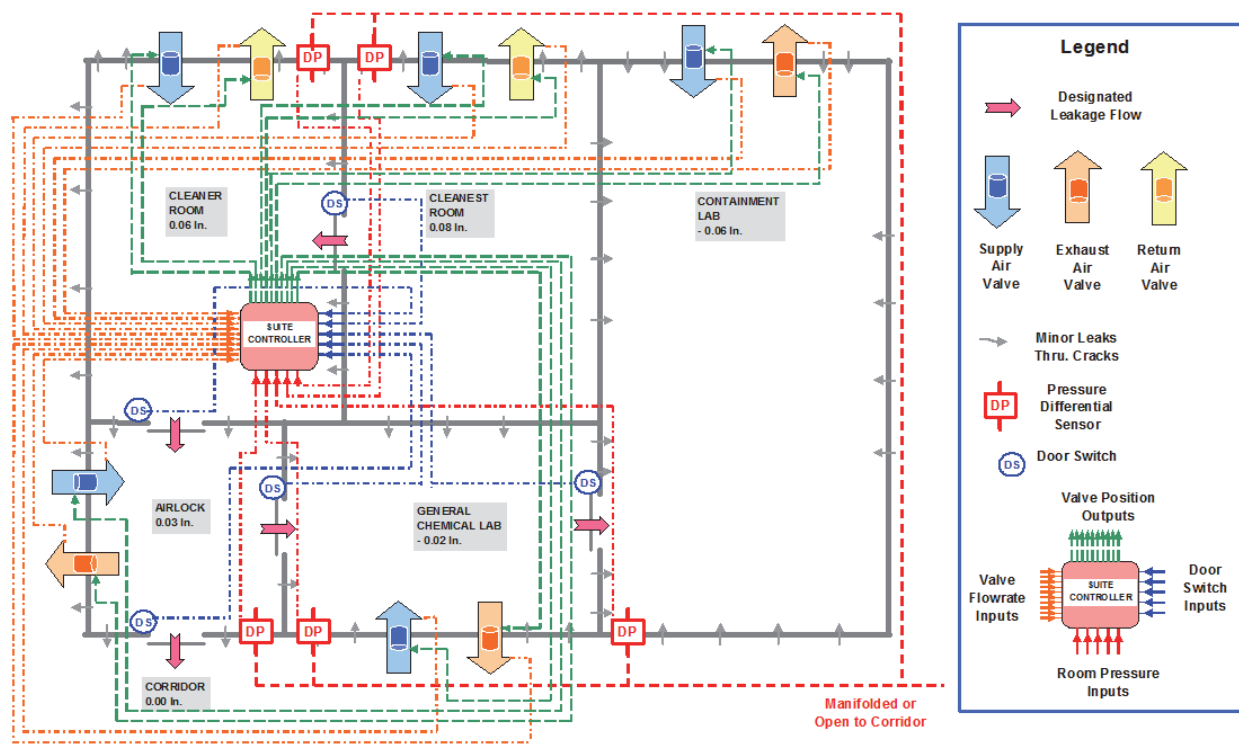 DP
DP
CLEANER
ROOM
0.06 In.
DS
CLEANEST
ROOM
0.08 In.
CONTAINMENT
LAB
- 0.06 In.
SUITE
CONTROLLER
DS
AIRLOCK
0.03 In.
DS
GENERAL
CHEMICAL LAB
- 0.02 In.
DS
DS
DP
DP
DP
CORRIDOR
0.00 In.
Manifolded or
Open to Corridor
Legend
Designated
Leakage Flow
Supply
Air
Valve
Exhaust
Air
Valve
Return
Air
Valve
Minor Leaks
Thru. Cracks
DP
Pressure
Differential
Sensor
DS
Door Switch
Valve Position
Outputs
Valve
Flowrate
Inputs
SUITE
CONTROLLER
Door
Switch
Inputs
Room Pressure
Inputs